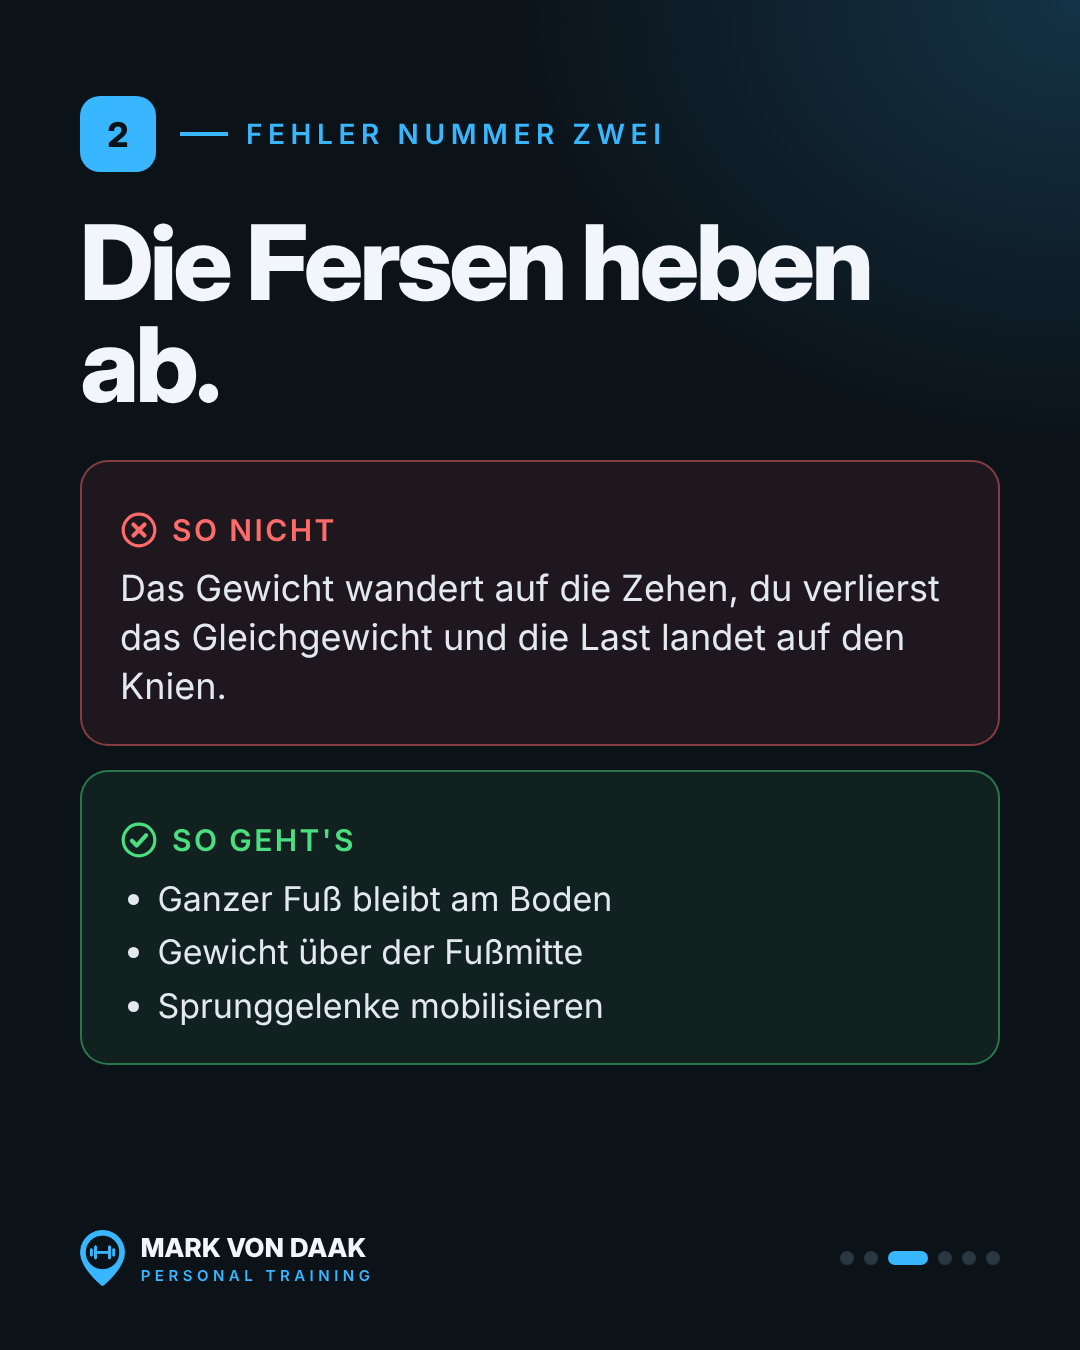 2
FEHLER NUMMER ZWEI
Die Fersen heben
ab.
SO NICHT
Das Gewicht wandert auf die Zehen, du verlierst
das Gleichgewicht und die Last landet auf den
Knien.
SO GEHT'S
• Ganzer Fuß bleibt am Boden
• Gewicht über der Fußmitte
• Sprunggelenke mobilisieren
MARK VON DAAK
PERSONAL TRAINING